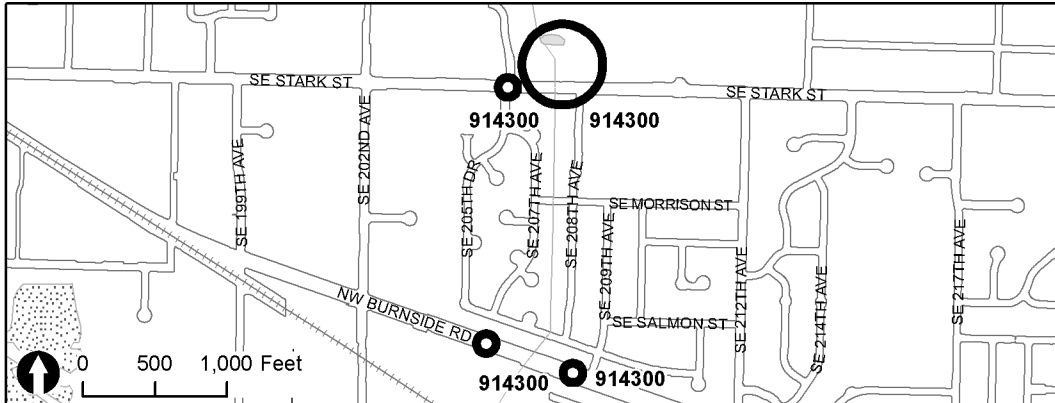 SE STARK ST
SE STARK ST
914300
914300
SE 199TH AVE
SE 202ND AVE
SE 205TH DR
SE 207TH AVE
SE 208TH AVE
SE MORRISON ST
SE 209TH AVE
SE 212TH AVE
SE 214TH AVE
SE 217TH AVE
NW BURNSIDE RD
SE SALMON ST
914300
914300
0 500 1,000 Feet